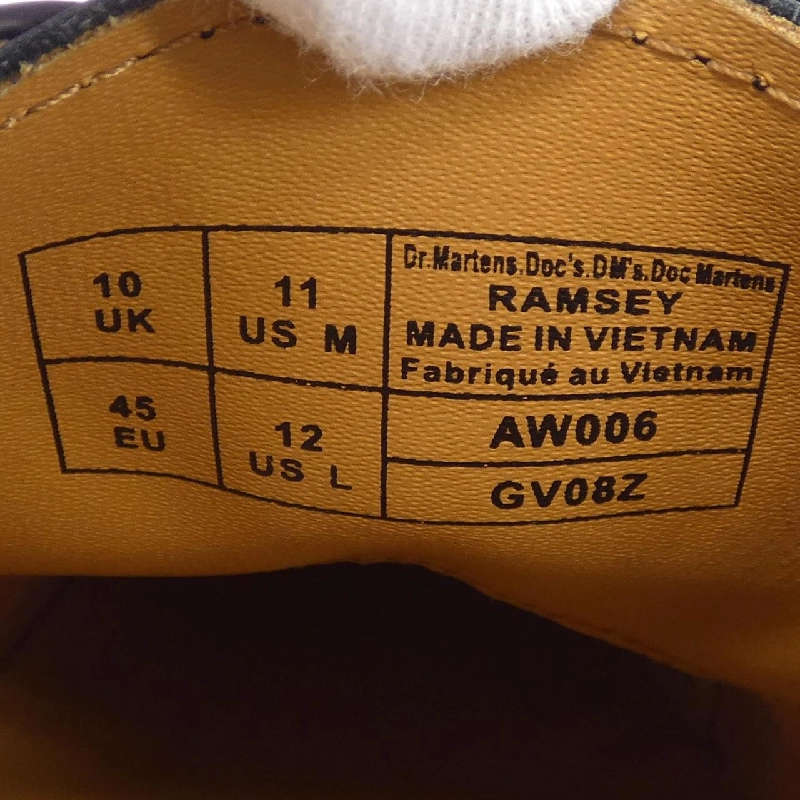 10
UK
11
US M
Dr.Martens.Doc's.DM's.Doc Martens
RAMSEY
MADE IN VIETNAM
Fabriqué au Vietnam
45
EU
12
US L
AW006
GV08Z